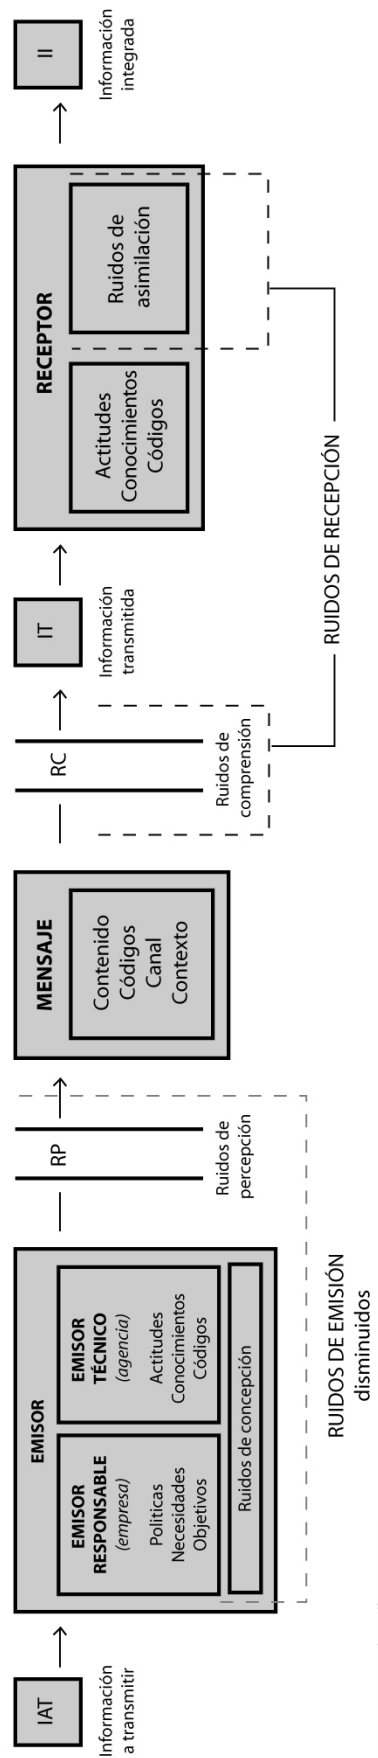 IAT
Información
a transmitir
EMISOR
EMISOR
RESPONSABLE
(empresa)
Politicas
Necesidades
Objetivos
EMISOR
TÉCNICO
(agencia)
Actitudes
Conocimientos
Códigos
Ruidos de concepción
RP
Ruidos de
percepción
RUIDOS DE EMISIÓN
disminuidos
MENSAJE
Contenido
Códigos
Canal
Contexto
RC
Ruidos de
comprensión
IT
Información
transmitida
RECEPTOR
Actitudes
Conocimientos
Códigos
Ruidos de
asimilación
RUIDOS DE RECEPCIÓN
II
Información
integrada